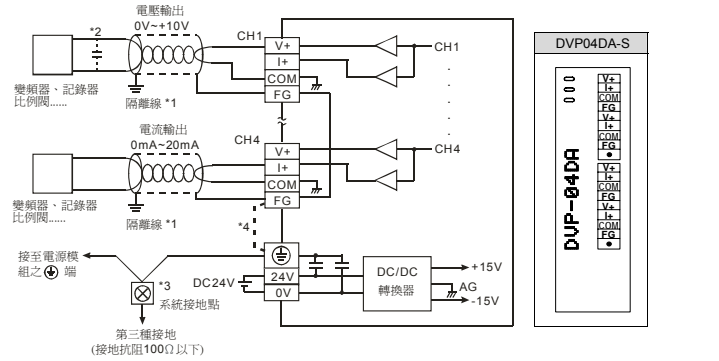 電壓輸出
0V~+10V
*2
CH1
V+
I+
COM
FG
CH1
變頻器、記錄器
比例閥......
隔離線 *1
電流輸出
0mA~20mA
CH4
V+
I+
COM
FG
CH4
變頻器、記錄器
比例閥......
隔離線 *1
*4
接至電源模
組之 端
*3
系統接地點
DC24V
24V
0V
DC/DC
轉換器
+15V
AG
-15V
第三種接地
(接地抗阻100Ω以下)
DVP04DA-S
DVP-04DA
V+
I+
COM
FG
V+
I+
COM
FG
●
V+
I+
COM
FG
V+
I+
COM
FG
●